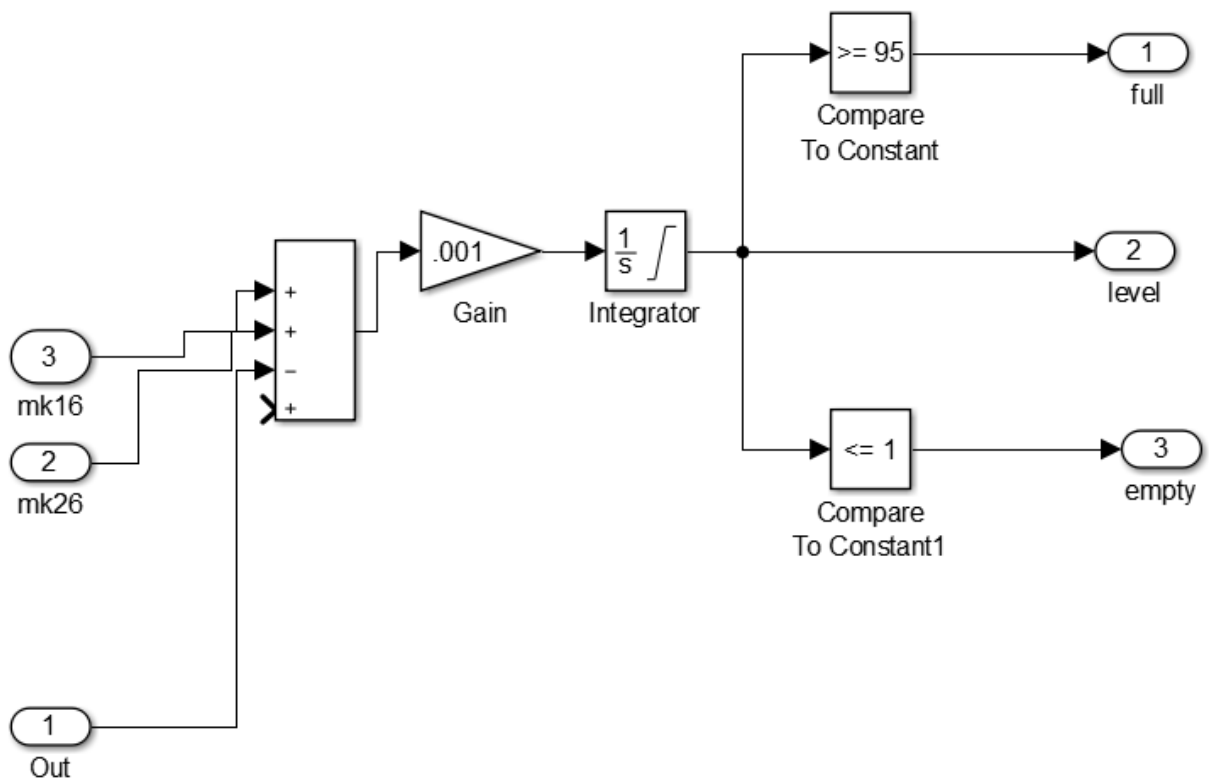 >= 95
Compare
To Constant
1
full
.001
Gain
1
s
Integrator
2
level
+
+
−
+
3
mk16
2
mk26
<= 1
Compare
To Constant1
3
empty
1
Out